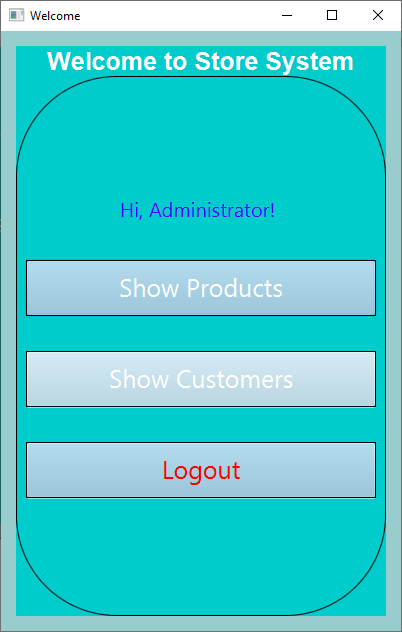 Welcome
Welcome to Store System
Hi, Administrator!
Show Products
Show Customers
Logout